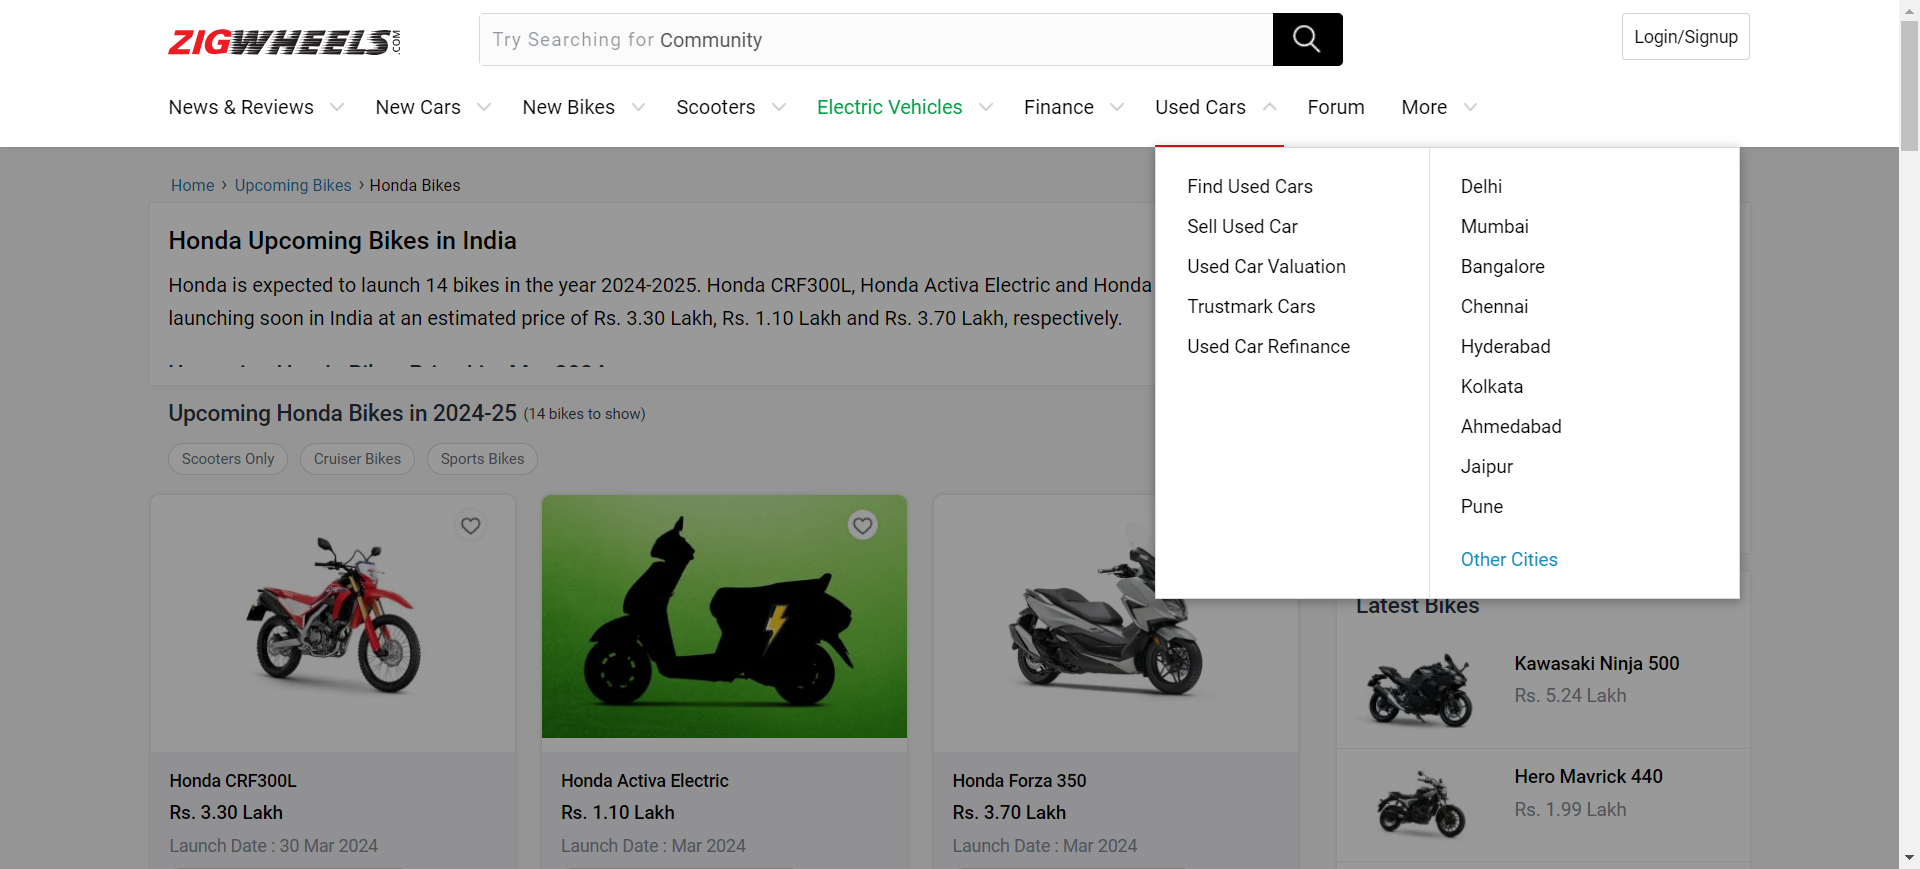 ZIGWHEELS.COM
Try Searching for Community
Login/Signup
News & Reviews
New Cars
New Bikes
Scooters
Electric Vehicles
Finance
Used Cars
Forum
More
Find Used Cars
Sell Used Car
Used Car Valuation
Trustmark Cars
Used Car Refinance
Delhi
Mumbai
Bangalore
Chennai
Hyderabad
Kolkata
Ahmedabad
Jaipur
Pune
Other Cities
Home › Upcoming Bikes › Honda Bikes
Honda Upcoming Bikes in India
Honda is expected to launch 14 bikes in the year 2024-2025. Honda CRF300L, Honda Activa Electric and Honda
launching soon in India at an estimated price of Rs. 3.30 Lakh, Rs. 1.10 Lakh and Rs. 3.70 Lakh, respectively.
Upcoming Honda Bikes in 2024-25 (14 bikes to show)
Scooters Only
Cruiser Bikes
Sports Bikes
Honda CRF300L
Rs. 3.30 Lakh
Launch Date : 30 Mar 2024
Honda Activa Electric
Rs. 1.10 Lakh
Launch Date : Mar 2024
Honda Forza 350
Rs. 3.70 Lakh
Launch Date : Mar 2024
Latest Bikes
Kawasaki Ninja 500
Rs. 5.24 Lakh
Hero Mavrick 440
Rs. 1.99 Lakh